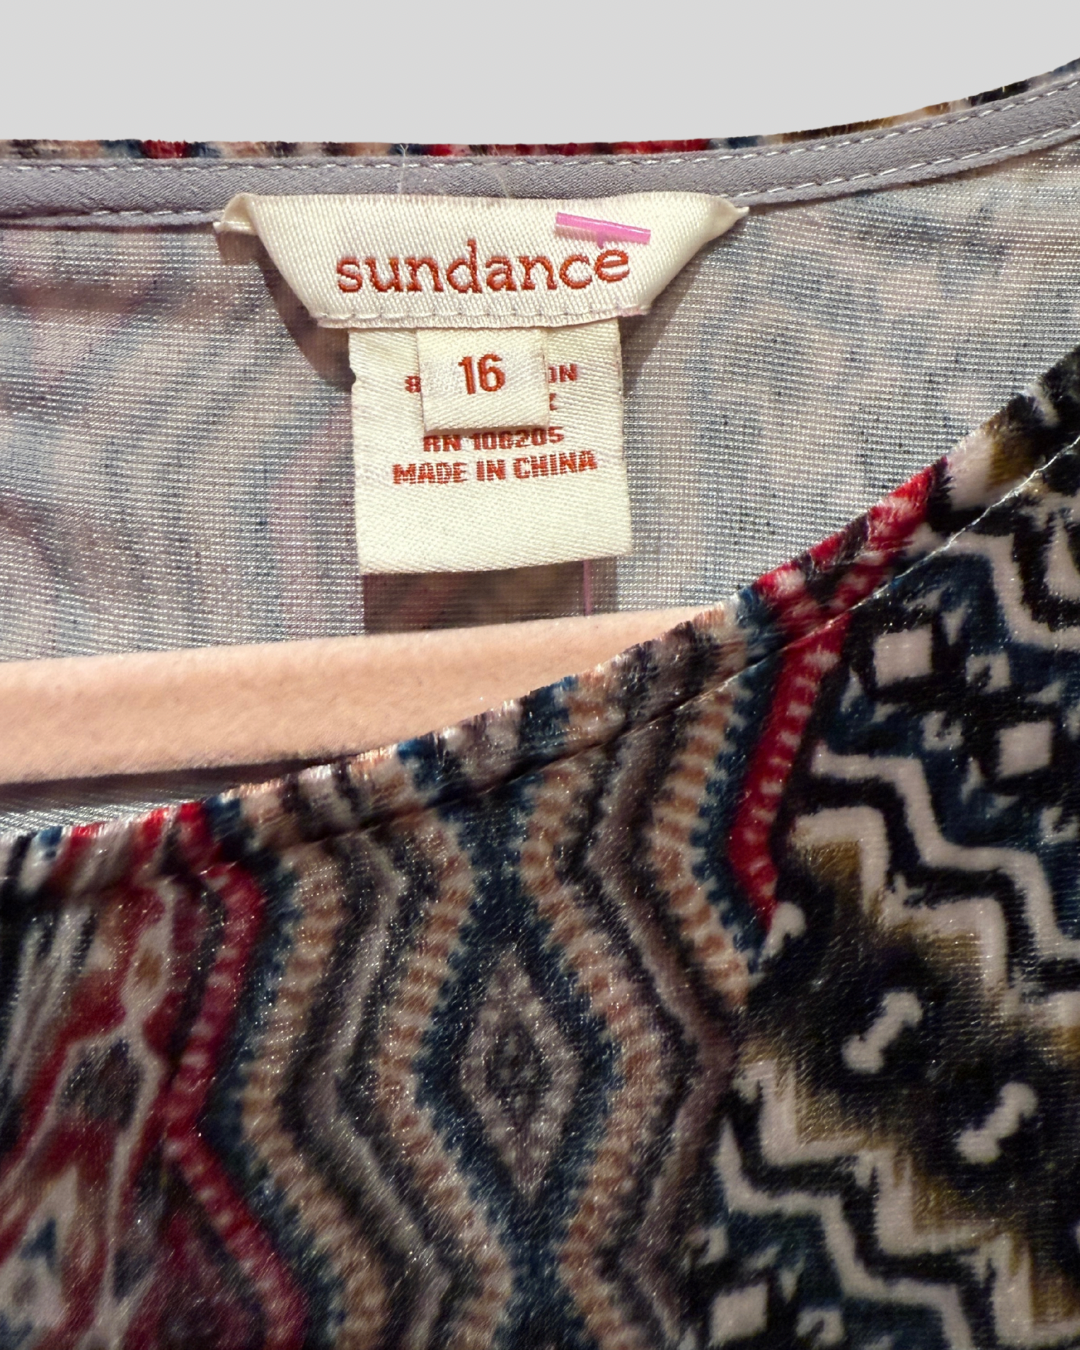 sundance
16
RN 100205
MADE IN CHINA